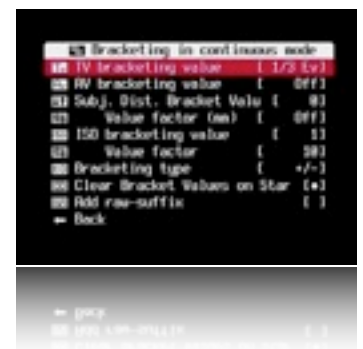 Bracketing in continuous mode
TV bracketing value [ 1/3 Ev]
AV bracketing value [ Off]
Subj. Dist. Bracket Valu [ 0]
Value factor (mm) [ Off]
ISO bracketing value [ 1]
Value factor [ 10]
Bracketing type [ +/-]
Clear Bracket Values on Star [•]
Add raw-suffix [ ]
Back